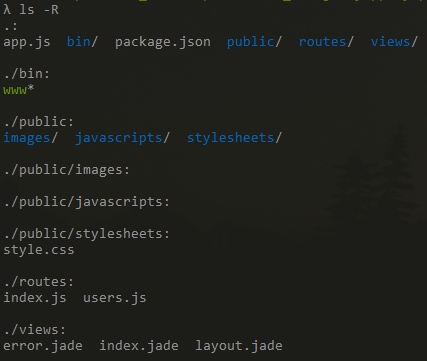 λ ls -R
.:
app.js  bin/  package.json  public/  routes/  views/

./bin:
www*

./public:
images/  javascripts/  stylesheets/

./public/images:

./public/javascripts:

./public/stylesheets:
style.css

./routes:
index.js  users.js

./views:
error.jade  index.jade  layout.jade